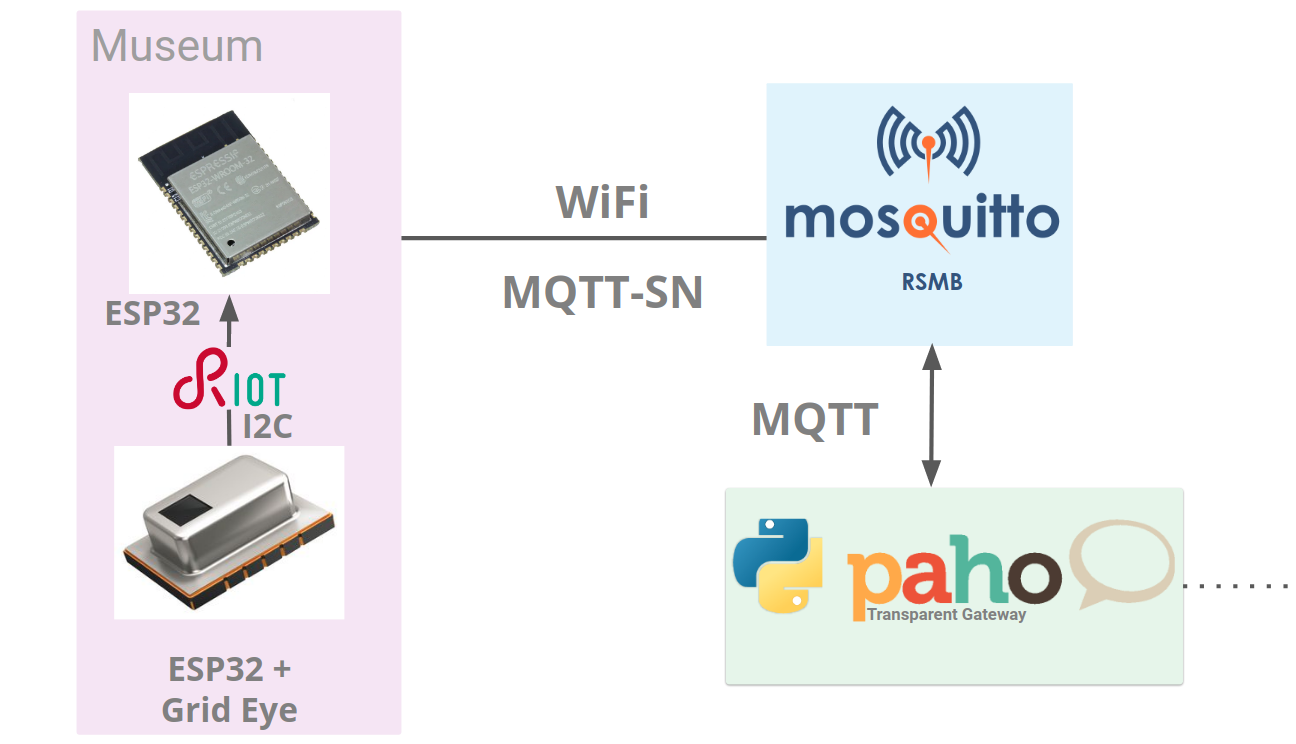 Museum
ESPRESSIF
ESP32-WROOM-32
ESP32
RIOT
I2C
ESP32 +
Grid Eye
WiFi
MQTT-SN
mosquitto
RSMB
MQTT
paho
Transparent Gateway